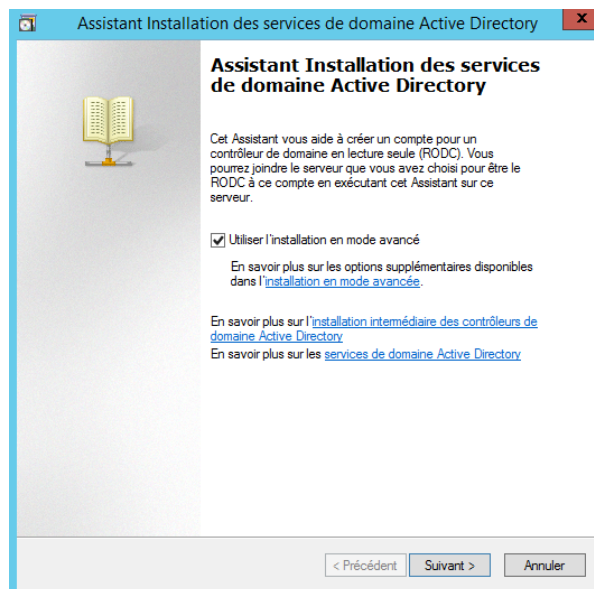 Assistant Installation des services de domaine Active Directory
x
Assistant Installation des services
de domaine Active Directory
Cet Assistant vous aide à créer un compte pour un
contrôleur de domaine en lecture seule (RODC). Vous
pourrez joindre le serveur que vous avez choisi pour être le
RODC à ce compte en exécutant cet Assistant sur ce
serveur.
Utiliser l'installation en mode avancé
En savoir plus sur les options supplémentaires disponibles
dans l'installation en mode avancée.
En savoir plus sur l'installation intermédiaire des contrôleurs de
domaine Active Directory
En savoir plus sur les services de domaine Active Directory
< Précédent Suivant > Annuler